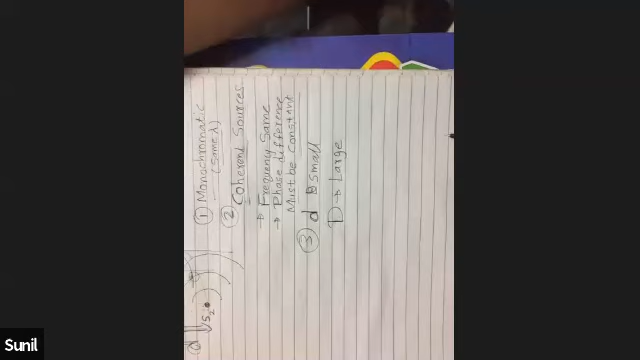 ① Monochromatic
(same λ)
② Coherent Sources
→ Frequency Same
→ Phase difference
Must be constant
③ d small
D → Large
d
S₂
Sunil